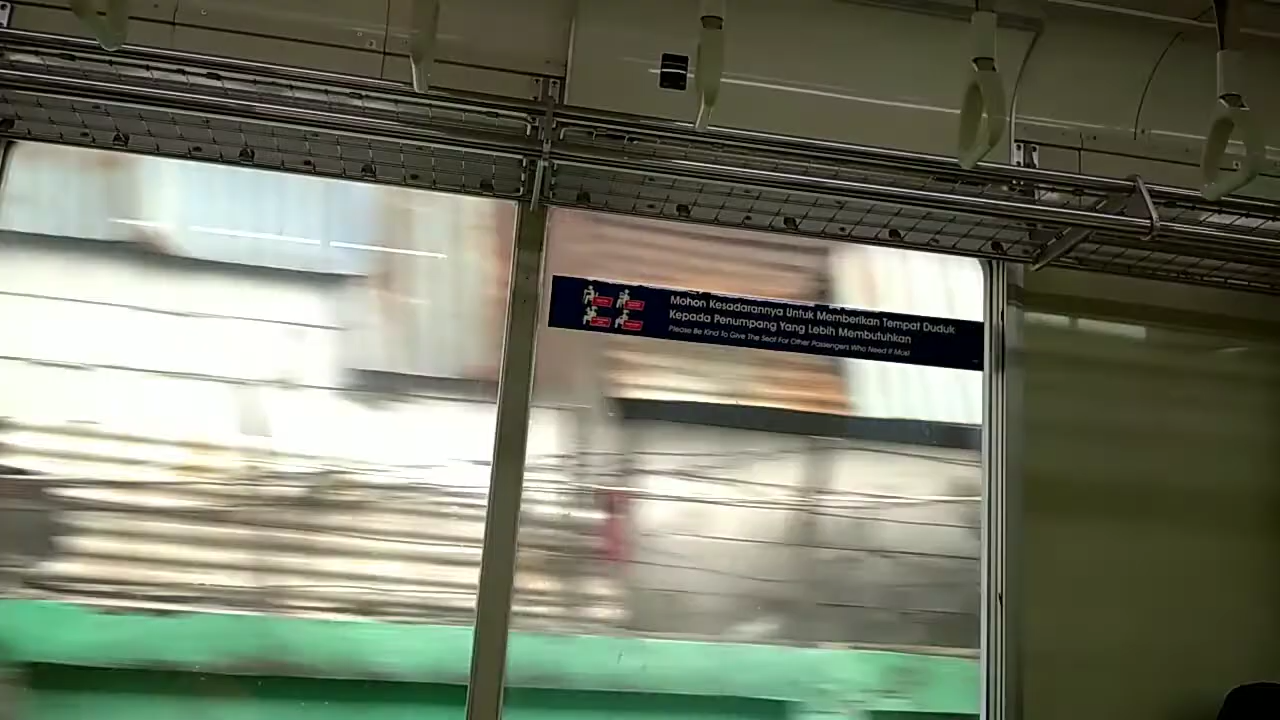 Mohon Kesadarannya Untuk Memberikan Tempat Duduk
Kepada Penumpang Yang Lebih Membutuhkan
Please Be Kind To Give The Seat For Other Passengers Who Need It Most